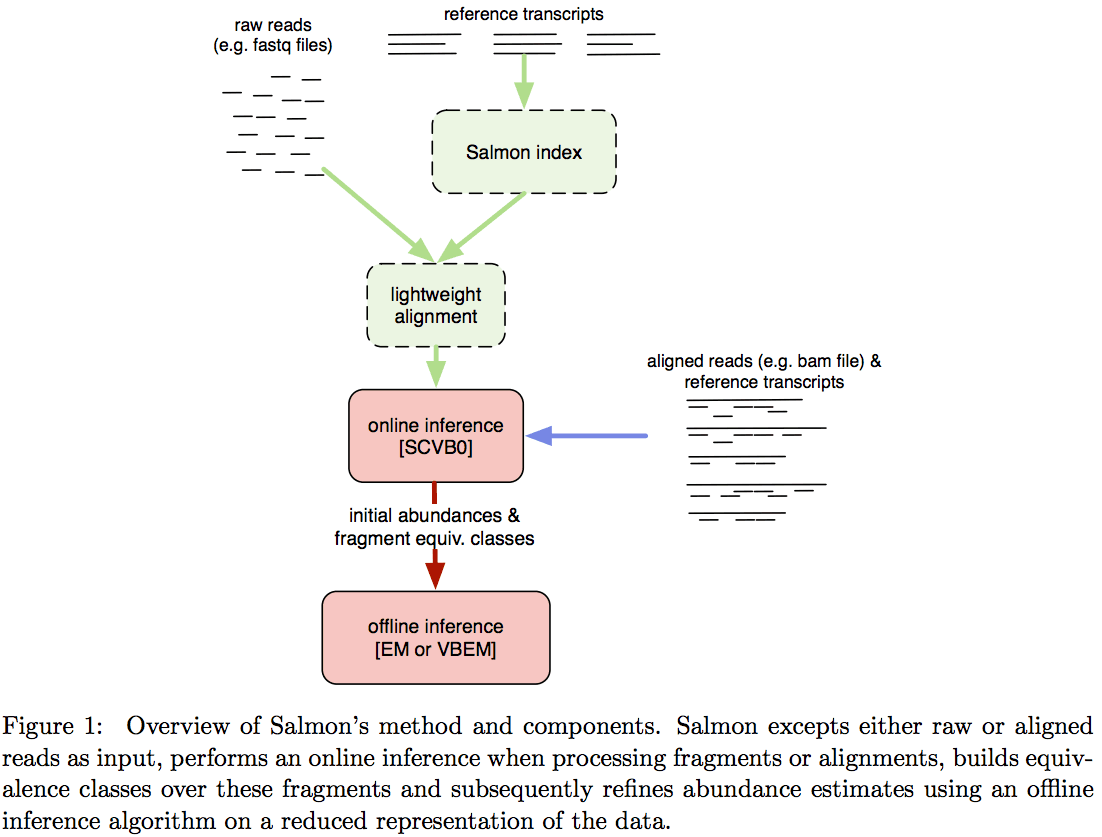 raw reads
(e.g. fastq files)
reference transcripts
Salmon index
lightweight
alignment
aligned reads (e.g. bam file) &
reference transcripts
online inference
[SCVB0]
initial abundances &
fragment equiv. classes
offline inference
[EM or VBEM]
Figure 1: Overview of Salmon's method and components. Salmon excepts either raw or aligned
reads as input, performs an online inference when processing fragments or alignments, builds equiv-
alence classes over these fragments and subsequently refines abundance estimates using an offline
inference algorithm on a reduced representation of the data.